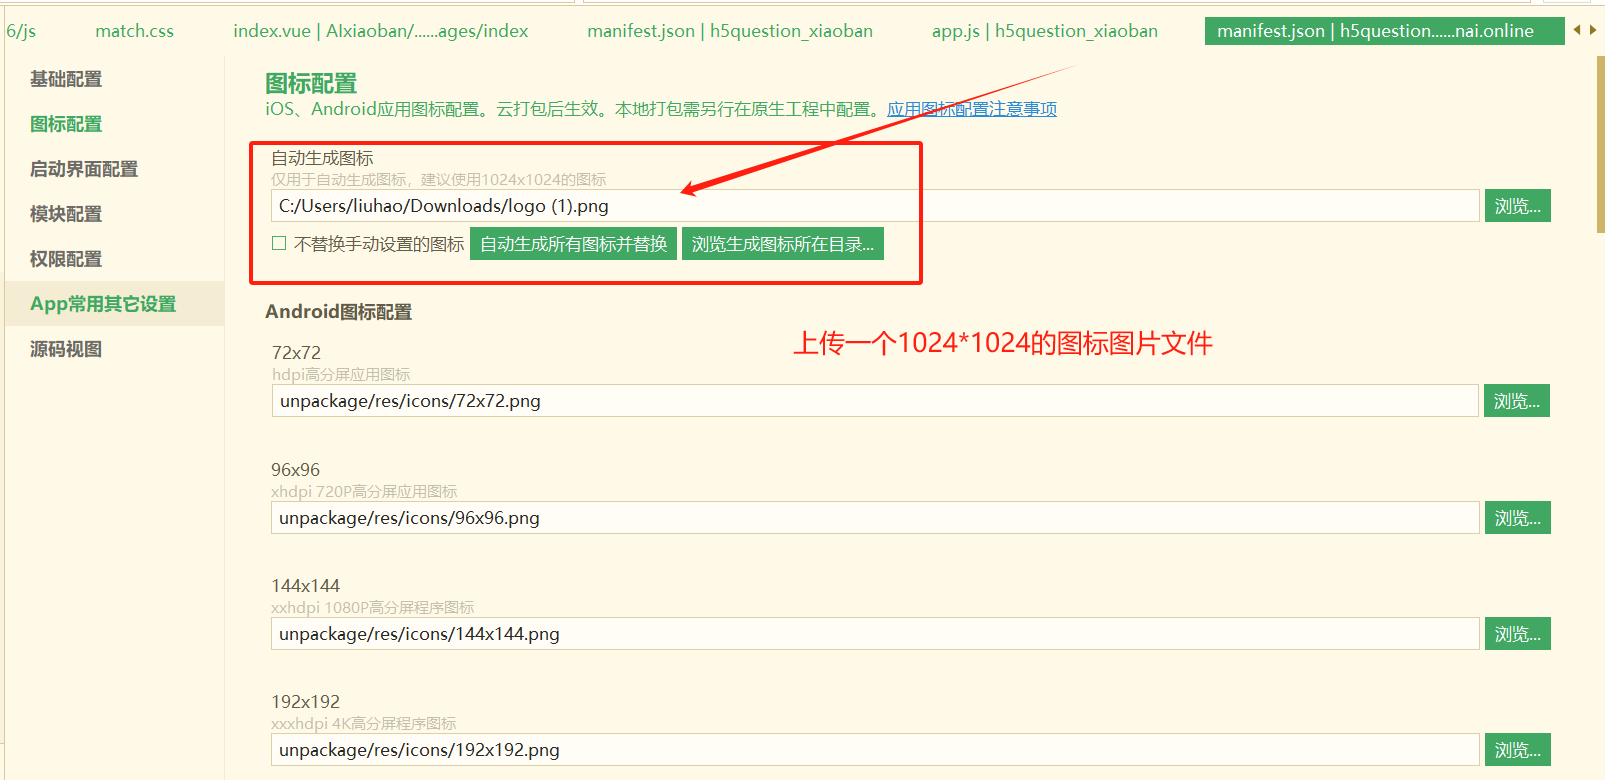 6/js
match.css
index.vue | AIxiaoban/......ages/index
manifest.json | h5question_xiaoban
app.js | h5question_xiaoban
manifest.json | h5question......nai.online
基础配置
图标配置
启动界面配置
模块配置
权限配置
App常用其它设置
源码视图
图标配置
iOS、Android应用图标配置。云打包后生效。本地打包需另行在原生工程中配置。应用图标配置注意事项
自动生成图标
仅用于自动生成图标，建议使用1024x1024的图标
C:/Users/liuhao/Downloads/logo (1).png
浏览...
不替换手动设置的图标
自动生成所有图标并替换
浏览生成图标所在目录...
Android图标配置
上传一个1024*1024的图标图片文件
72x72
hdpi高分屏应用图标
unpackage/res/icons/72x72.png
浏览...
96x96
xhdpi 720P高分屏应用图标
unpackage/res/icons/96x96.png
浏览...
144x144
xxhdpi 1080P高分屏程序图标
unpackage/res/icons/144x144.png
浏览...
192x192
xxxhdpi 4K高分屏程序图标
unpackage/res/icons/192x192.png
浏览...